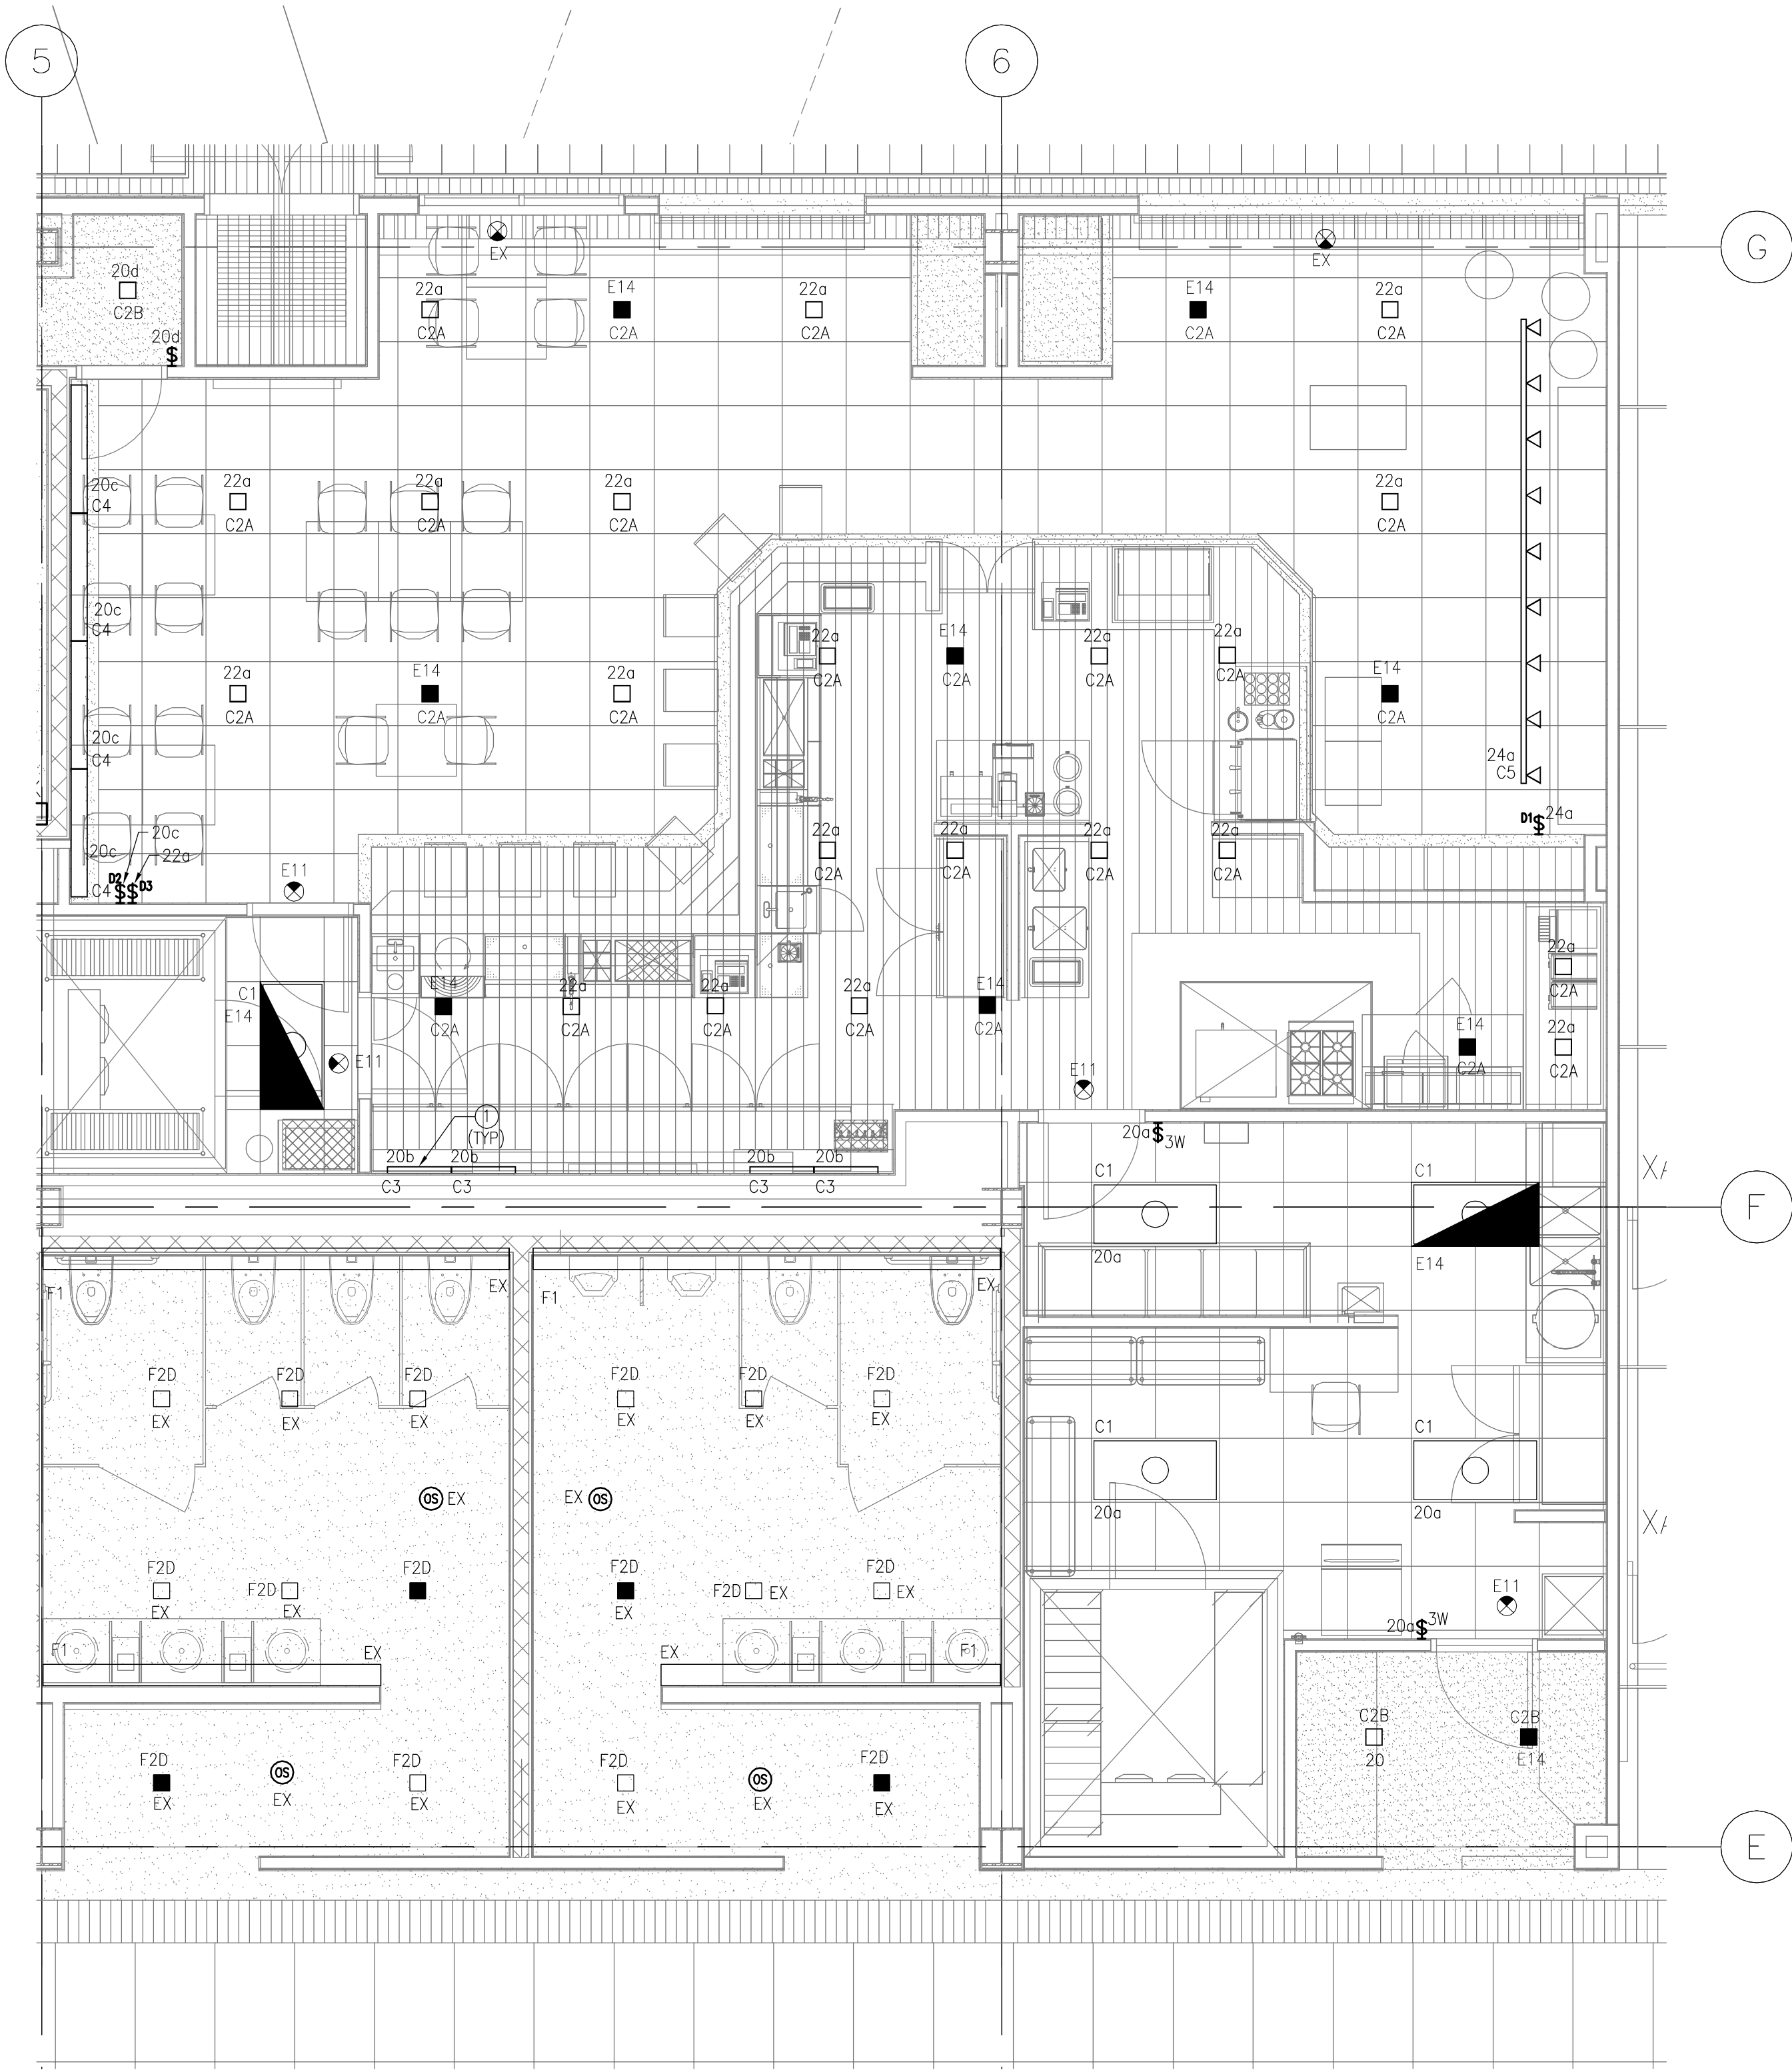 5
6
G
EX
EX
20d
C2B
20d
22a
C2A
E14
C2A
22a
C2A
E14
C2A
22a
C2A
20c
C4
22a
C2A
22a
C2A
22a
C2A
22a
C2A
20c
C4
22a
C2A
E14
C2A
22a
C2A
22a
C2A
E14
C2A
22a
C2A
22a
C2A
E14
C2A
20c
C4
24a
C5
D1 $ 24a
20c
22a
20c
C4
D2 $$ D3
E11
22a
C2A
22a
C2A
22a
C2A
22a
C2A
C1
E14
E11
E14
C2A
22a
C2A
22a
C2A
22a
C2A
E14
C2A
E11
22a
C2A
E14
C2A
22a
C2A
1
(TYP)
20b
20b
20b
20b
C3
C3
C3
C3
20a $ 3W
C1
C1
XA
F
20a
E14
EX
F1
EX
F1
F2D
EX
F2D
EX
F2D
EX
F2D
EX
F2D
EX
F2D
EX
C1
C1
20a
20a
OS EX
EX OS
XA
F2D
EX
F2D
EX
F2D
F2D
EX
F2D EX
F2D
EX
E11
20a $ 3W
F1
EX
EX
F1
C2B
20
C2B
E14
F2D
EX
OS
EX
F2D
EX
F2D
EX
OS
EX
F2D
EX
E